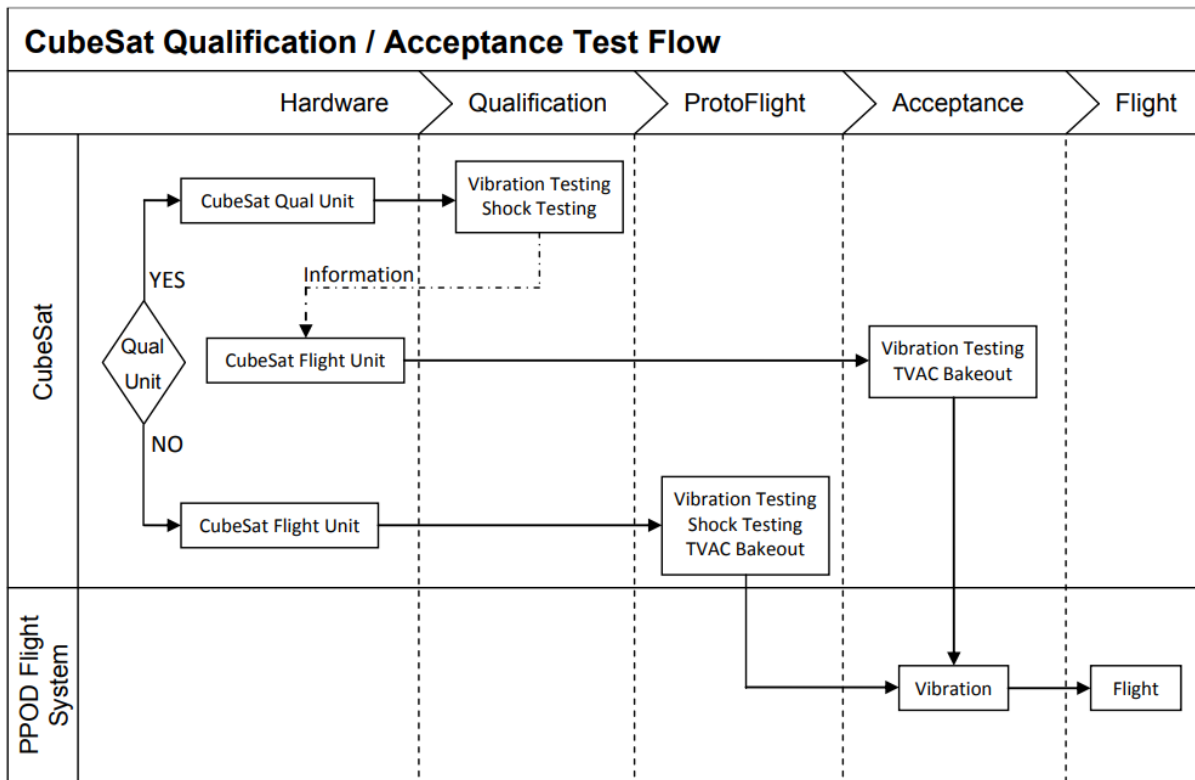 CubeSat Qualification / Acceptance Test Flow
Hardware
Qualification
ProtoFlight
Acceptance
Flight
CubeSat
CubeSat Qual Unit
Vibration Testing
Shock Testing
YES
Information
Qual
Unit
CubeSat Flight Unit
Vibration Testing
TVAC Bakeout
NO
CubeSat Flight Unit
Vibration Testing
Shock Testing
TVAC Bakeout
PPOD Flight
System
Vibration
Flight